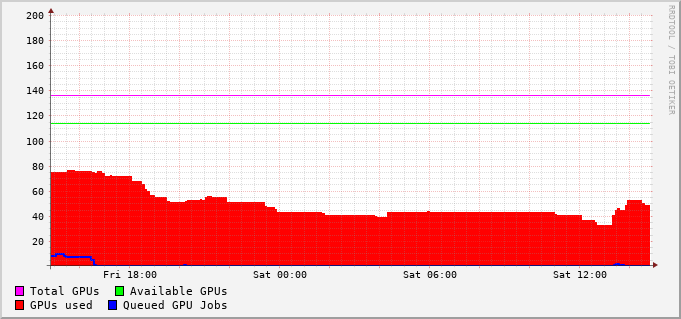 200
180
160
140
120
100
80
60
40
20
Fri 18:00 Sat 00:00 Sat 06:00 Sat 12:00
Total GPUs Available GPUs
GPUs used Queued GPU Jobs
RRDTOOL / TOBI OETIKER